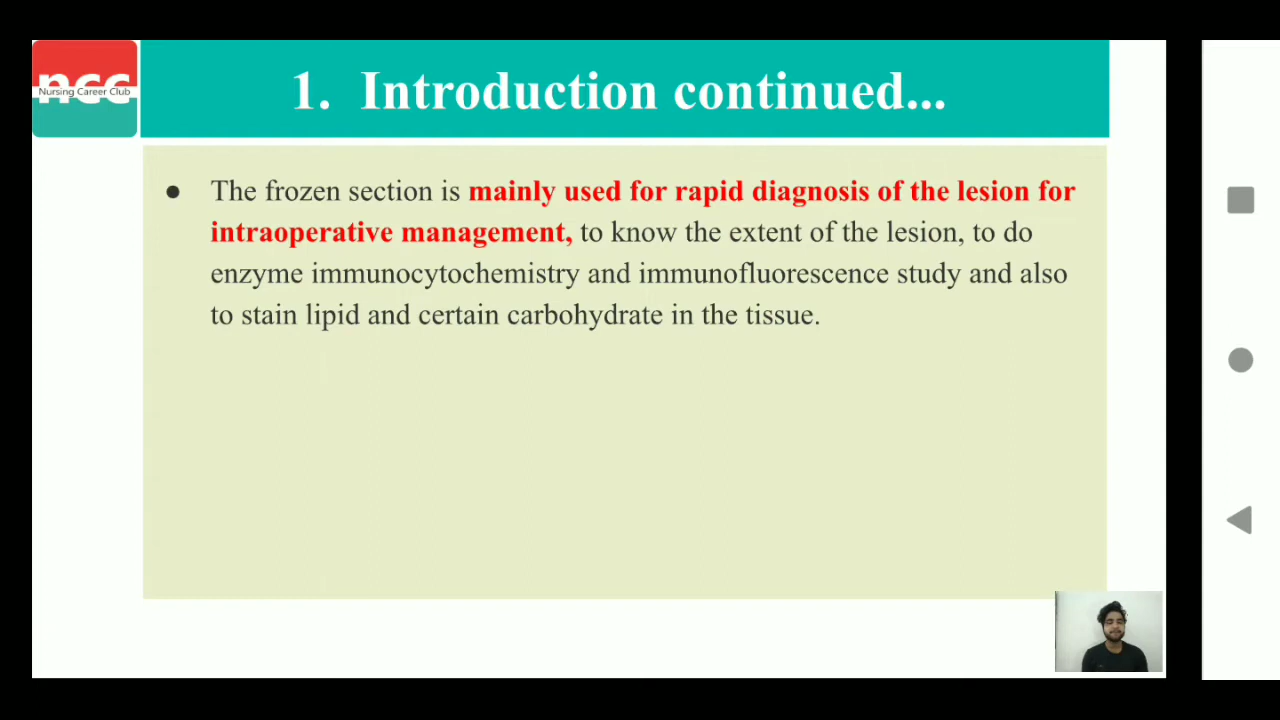 ncc
Nursing Career Club
1. Introduction continued...
● The frozen section is mainly used for rapid diagnosis of the lesion for
intraoperative management, to know the extent of the lesion, to do
enzyme immunocytochemistry and immunofluorescence study and also
to stain lipid and certain carbohydrate in the tissue.